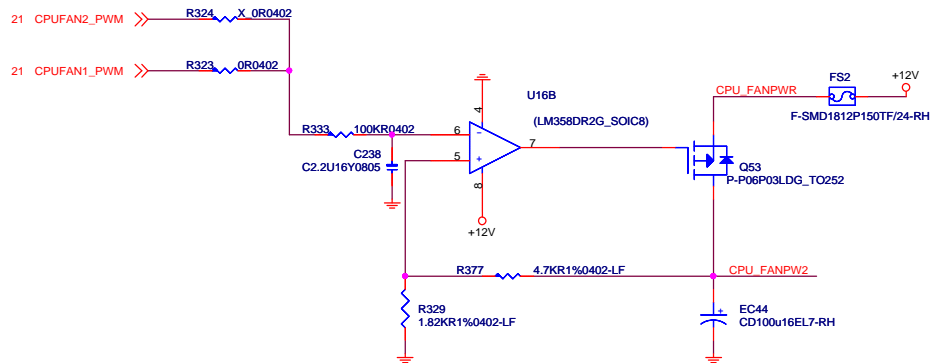 21 CPUFAN2_PWM R324 X_0R0402
21 CPUFAN1_PWM R323 0R0402
FS2 +12V
CPU_FANPWR
F-SMD1812P150TF/24-RH
U16B
(LM358DR2G_SOIC8)
4
R333 100KR0402 6 -
7
C238 5 +
C2.2U16Y0805
8
+12V
Q53
P-P06P03LDG_TO252
R377 4.7KR1%0402-LF CPU_FANPW2
R329
1.82KR1%0402-LF
EC44 +
CD100u16EL7-RH